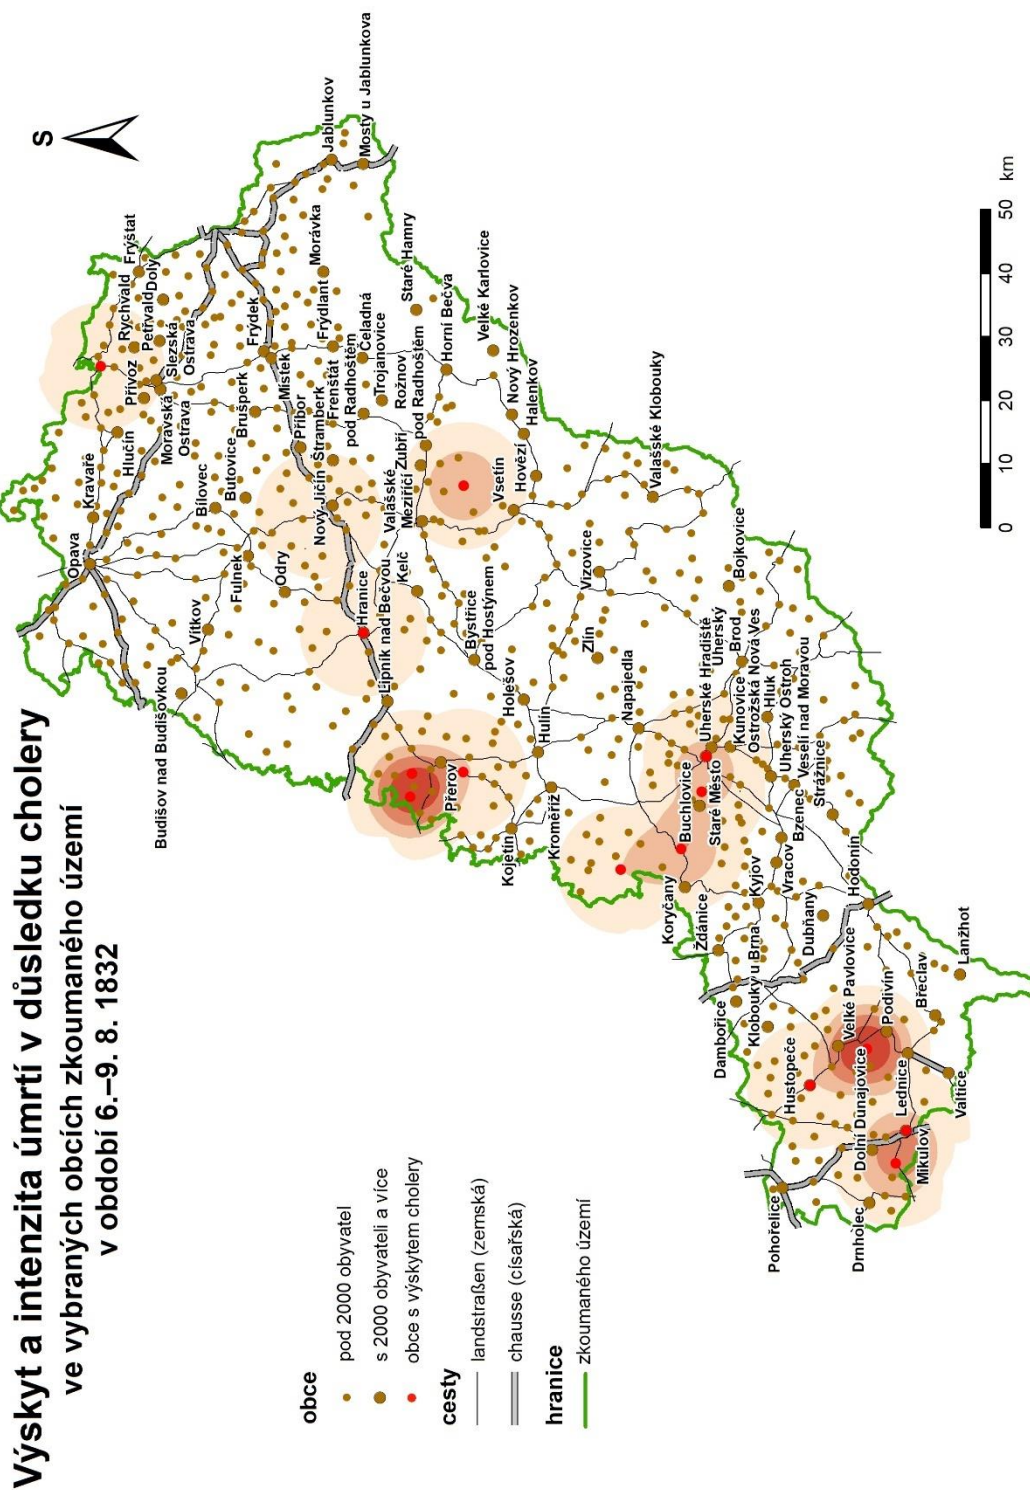 Výskyt a intenzita úmrtí v důsledku cholery
ve vybraných obcích zkoumaného území
v období 6.–9. 8. 1832
S
obce
pod 2000 obyvatel
s 2000 obyvateli a více
obce s výskytem cholery
cesty
landstraßen (zemská)
chausse (císařská)
hranice
zkoumaného území
Opava
Kravaře
Hlučín
Přívoz
Rychvald
Petřvald
Doly
Fryštat
Slezská
Ostrava
Moravská
Ostrava
Budišov nad Budišovkou
Vítkov
Bílovec
Butovice
Brušperk
Frýdek
Místek
Fulnek
Odry
Příbor
Štramberk
Nový Jičín
Frenštát
pod Radhoštěm
Frýdlant
Morávka
Jablunkov
Mosty u Jablunkova
Čeladná
Trojanovice
Staré Hamry
Hranice
Lipník nad Bečvou
Kelč
Valašské
Meziříčí
Zubří
Rožnov
pod Radhoštěm
Horní Bečva
Velké Karlovice
Nový Hrozenkov
Halenkov
Hovězí
Vsetín
Bystřice
pod Hostýnem
Přerov
Holešov
Hulín
Kojetín
Kroměříž
Zlín
Vizovice
Valašské Klobouky
Napajedla
Bojkovice
Uherské Hradiště
Uherský
Brod
Kunovice
Ostrožská Nová Ves
Hluk
Uherský Ostroh
Veselí nad Moravou
Strážnice
Buchlovice
Staré Město
Koryčany
Ždánice
Kyjov
Vracov
Bzenec
Hodonín
Dubňany
Klobouky u Brna
Dambořice
Velké Pavlovice
Hustopeče
Podivín
Břeclav
Lanžhot
Dolní Dunajovice
Lednice
Valtice
Mikulov
Pohořelice
Drnholec
0
10
20
30
40
50
km